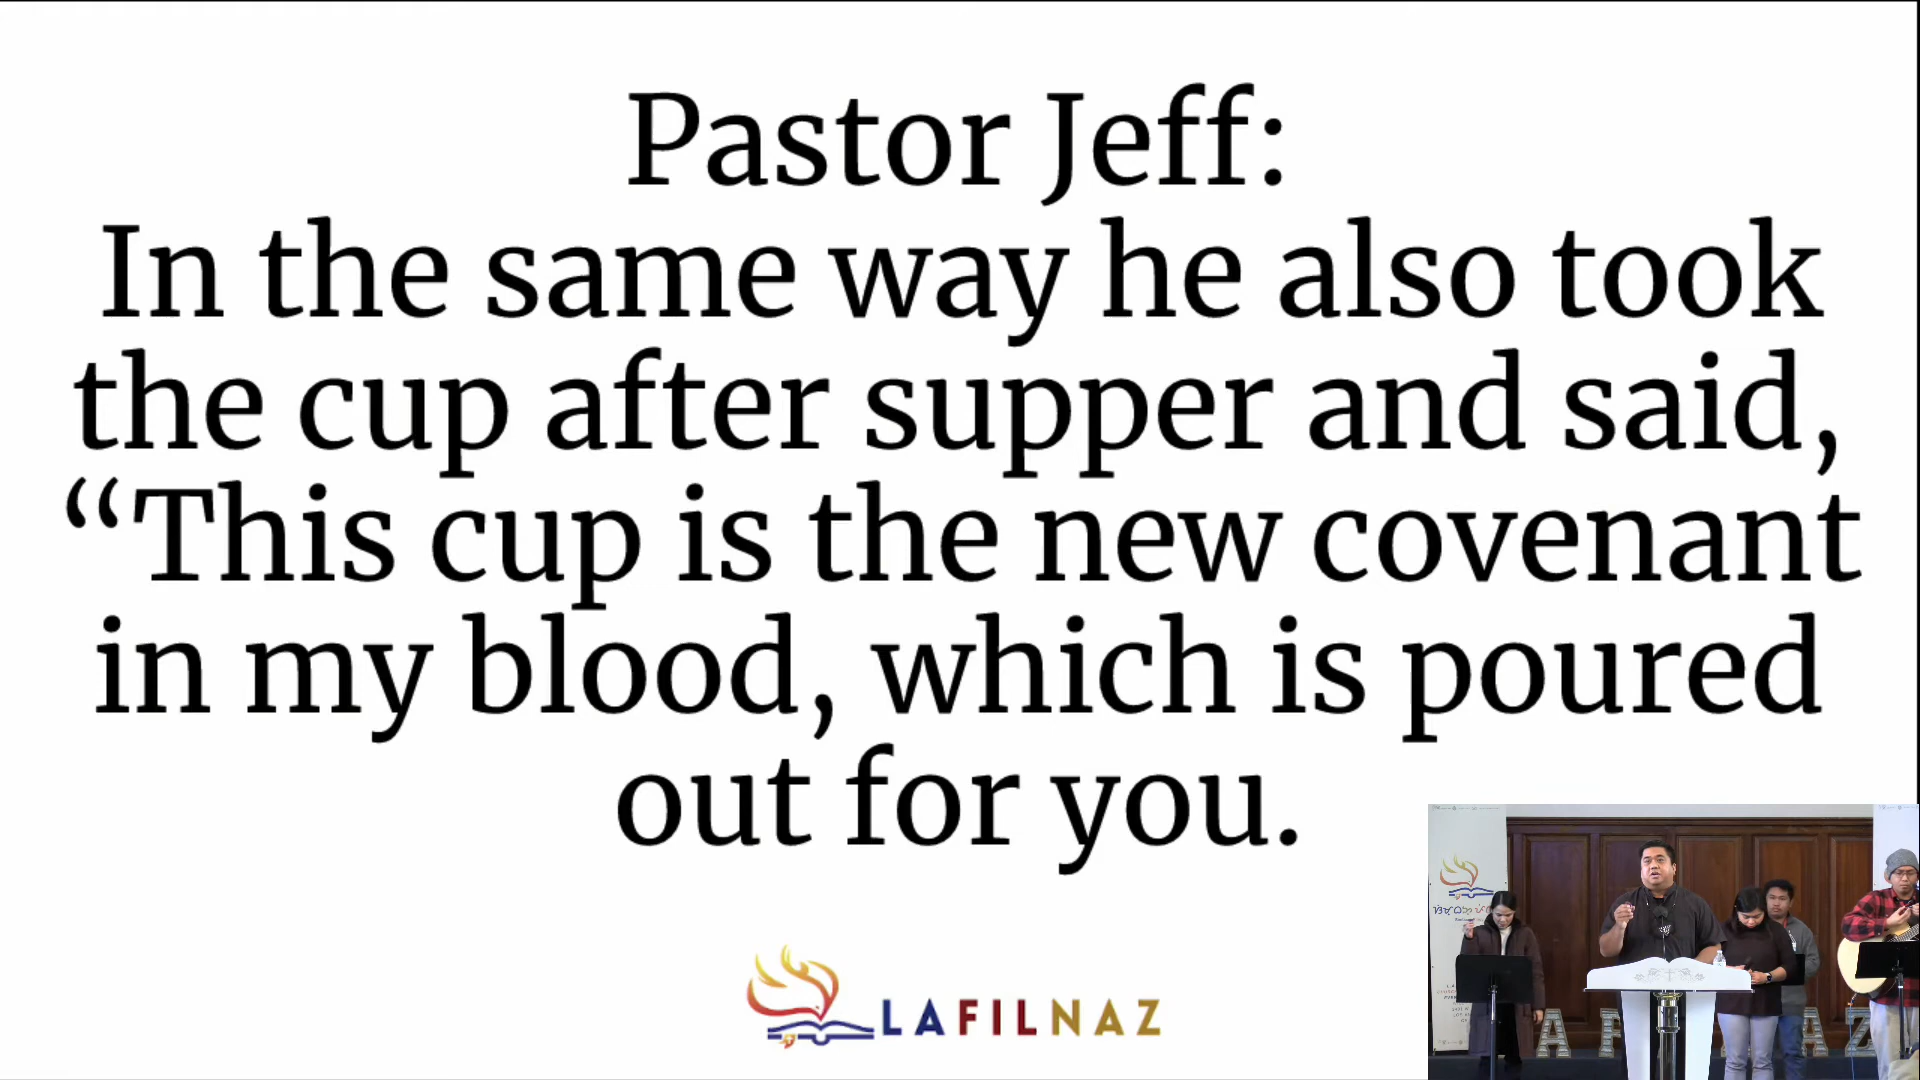 Pastor Jeff:
In the same way he also took
the cup after supper and said,
“This cup is the new covenant
in my blood, which is poured
out for you.
LAFILNAZ